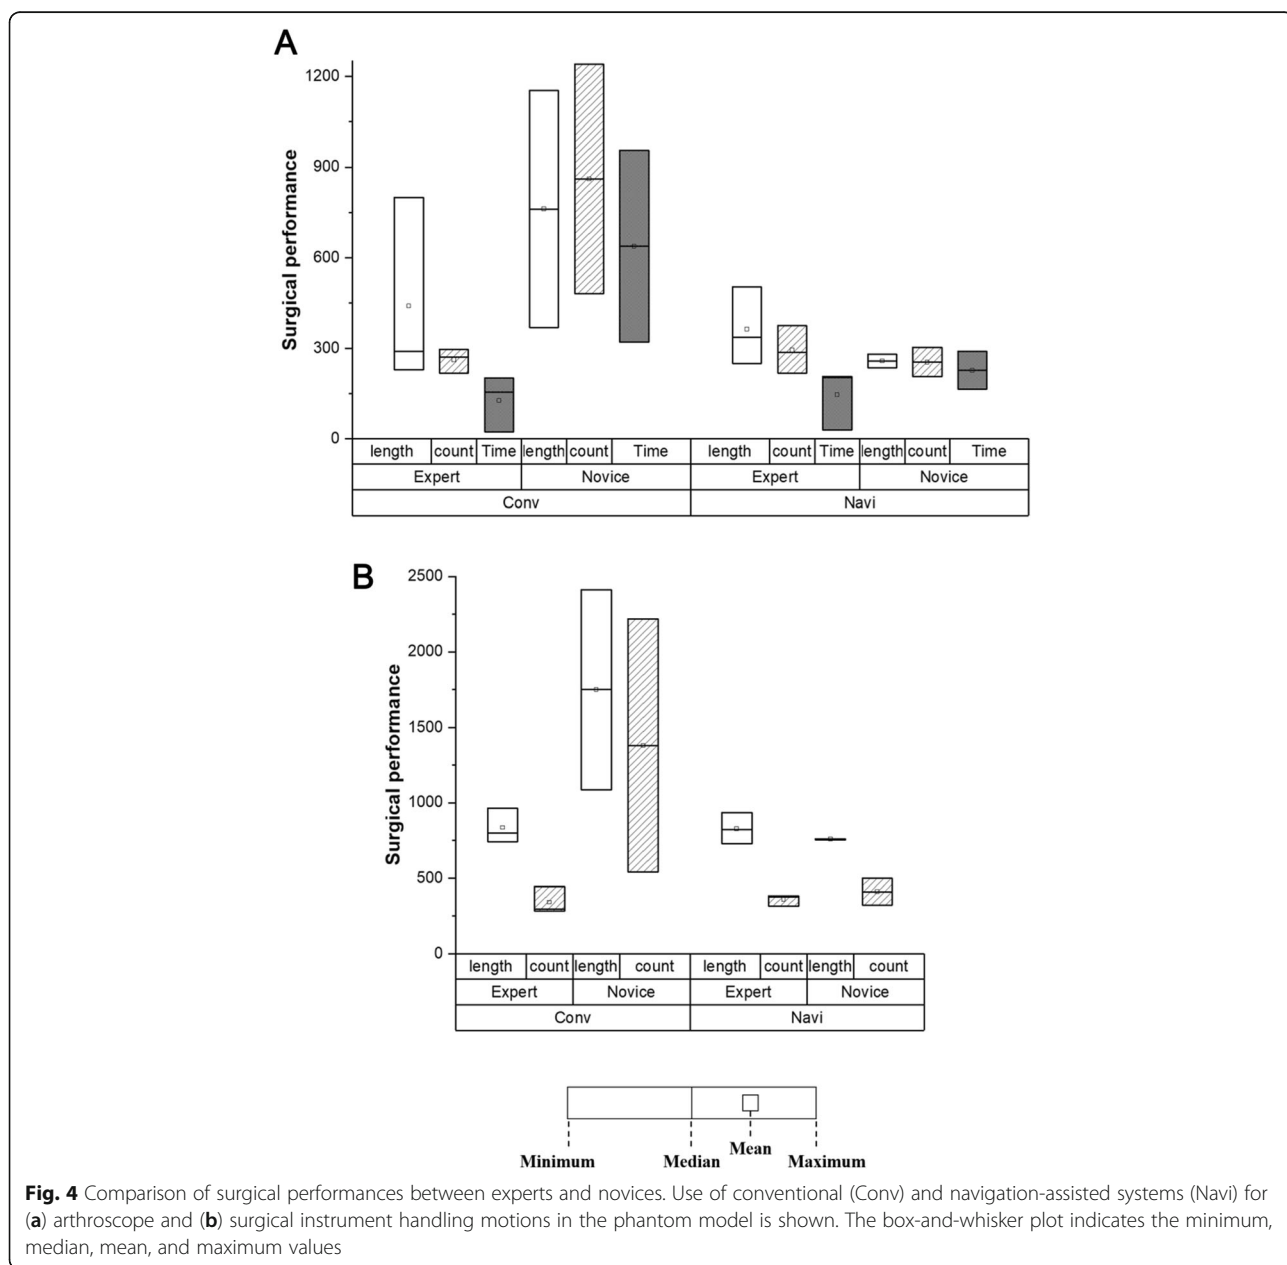 A
1200
900
600
300
0
Surgical performance
length count Time length count Time length count Time length count Time
Expert Novice Expert Novice
Conv Navi
B
2500
2000
1500
1000
500
0
Surgical performance
length count length count length count length count
Expert Novice Expert Novice
Conv Navi
Minimum Median Mean Maximum
Fig. 4 Comparison of surgical performances between experts and novices. Use of conventional (Conv) and navigation-assisted systems (Navi) for
(a) arthroscope and (b) surgical instrument handling motions in the phantom model is shown. The box-and-whisker plot indicates the minimum,
median, mean, and maximum values